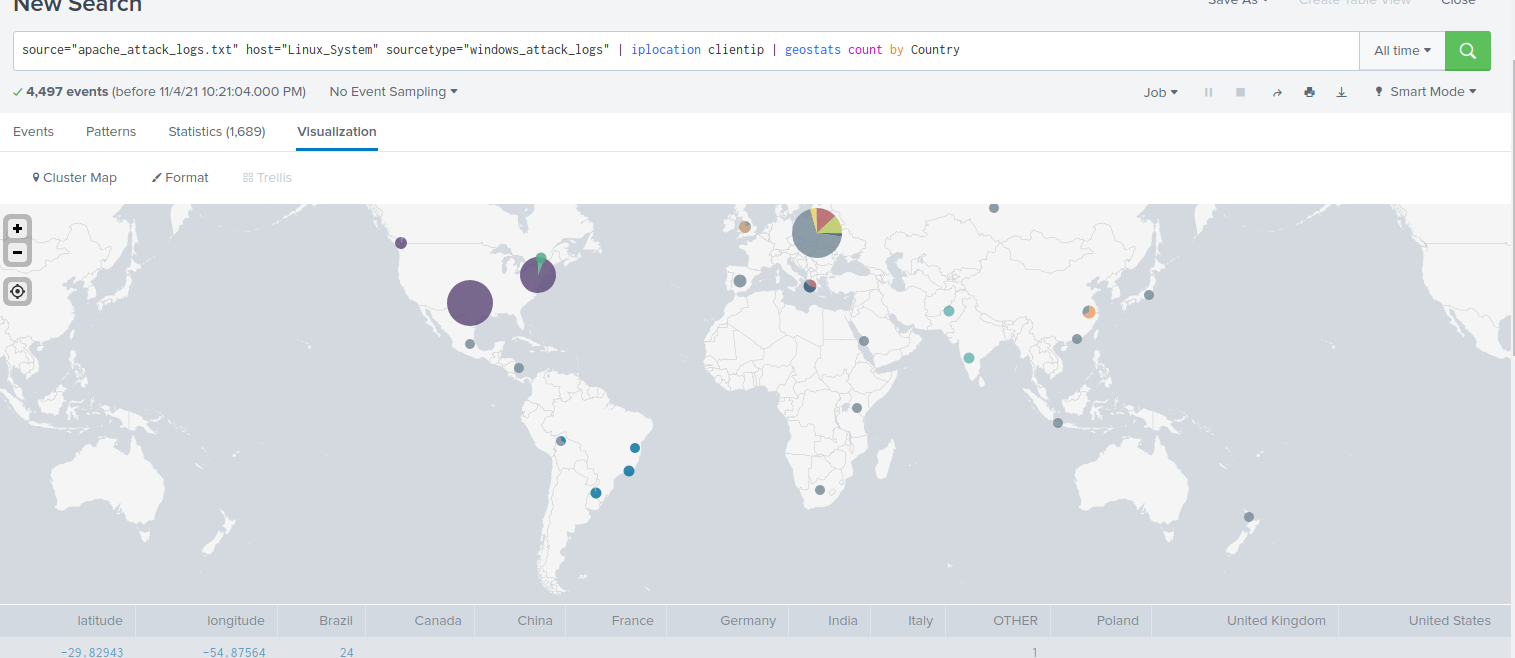 New Search
Save As Create Table View Close
source="apache_attack_logs.txt" host="Linux_System" sourcetype="windows_attack_logs" | iplocation clientip | geostats count by Country
All time
4,497 events (before 11/4/21 10:21:04.000 PM) No Event Sampling
Job Smart Mode
Events Patterns Statistics (1,689) Visualization
Cluster Map Format Trellis
+
−
latitude longitude Brazil Canada China France Germany India Italy OTHER Poland United Kingdom United States
-29.82943 -54.87564 24 1